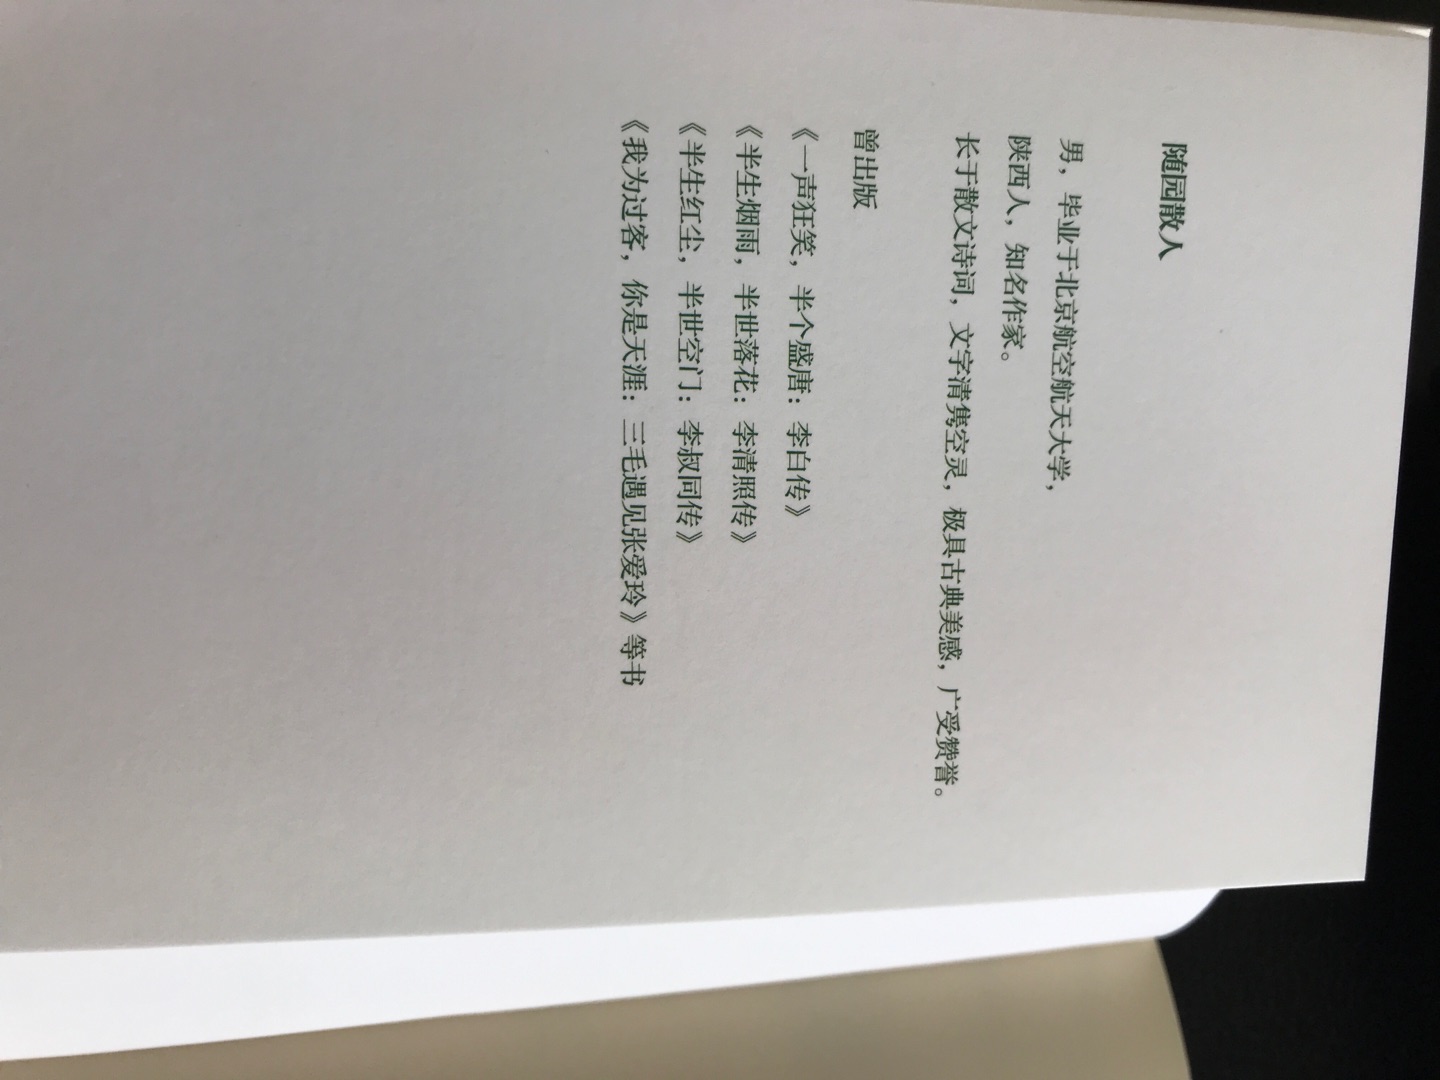 随园散人
男，毕业于北京航空航天大学，
陕西人，知名作家。
长于散文诗词，文字清隽空灵，极具古典美感，广受赞誉。
曾出版
《一声狂笑，半个盛唐：李白传》
《半生烟雨，半世落花：李清照传》
《半生红尘，半世空门：李叔同传》
《我为过客，你是天涯：三毛遇见张爱玲》等书